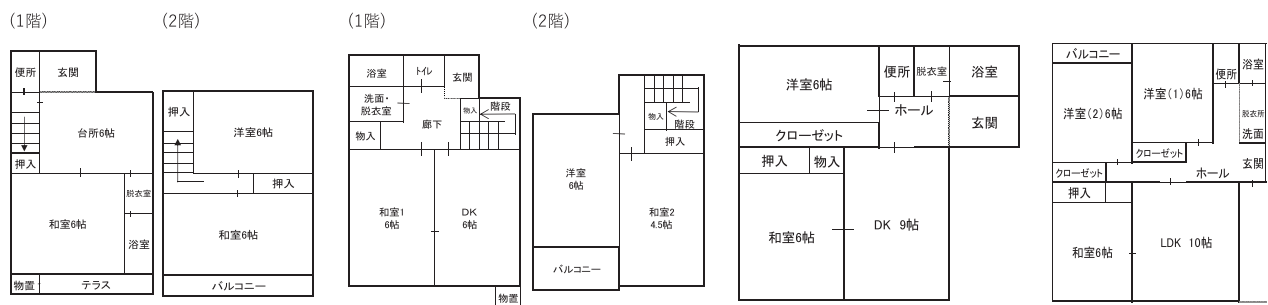 (1階)
(2階)
(1階)
(2階)
便所
玄関
台所6帖
押入
和室6帖
脱衣室
浴室
物置
テラス
押入
洋室6帖
押入
和室6帖
バルコニー
浴室
トイレ
玄関
洗面・
脱衣室
物入
階段
廊下
物入
和室1
6帖
DK
6帖
物置
物入
階段
押入
洋室
6帖
和室2
4.5帖
バルコニー
洋室6帖
便所
脱衣室
浴室
ホール
玄関
クローゼット
押入
物入
和室6帖
DK 9帖
バルコニー
洋室(1)6帖
便所
浴室
洋室(2)6帖
脱衣所
洗面
クローゼット
玄関
クローゼット
ホール
押入
和室6帖
LDK 10帖